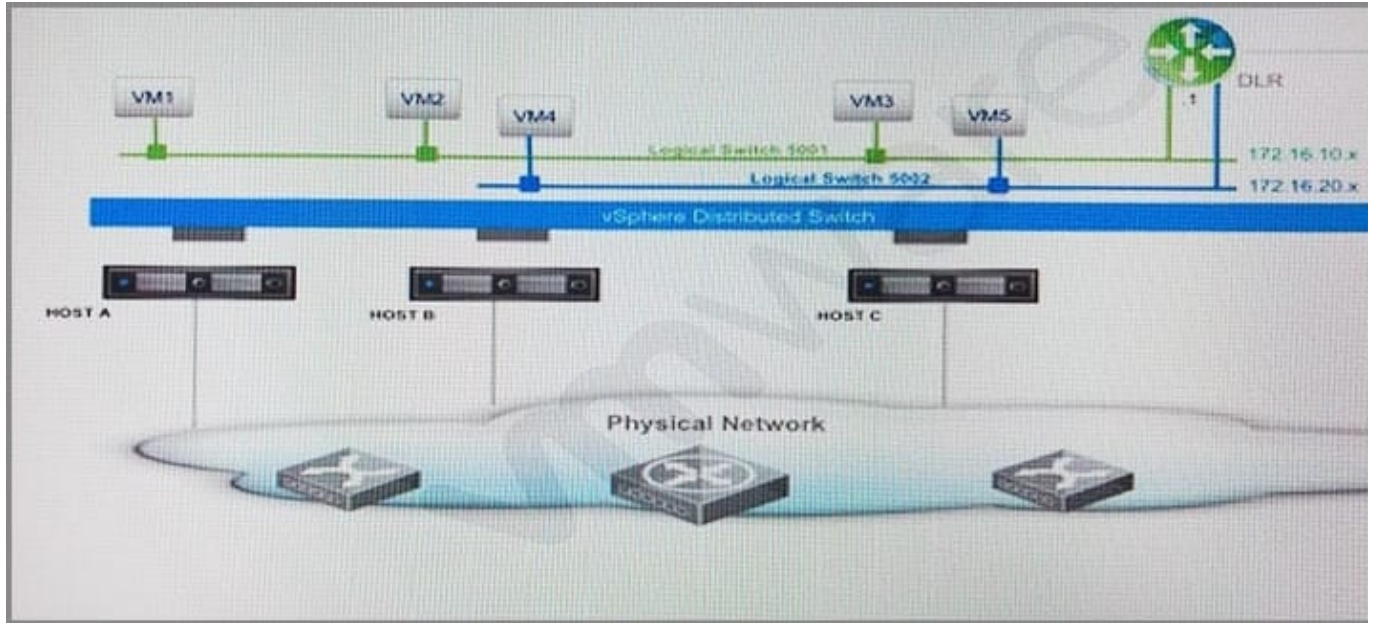 VM1
VM2
VM4
VM3
VM5
DLR
.1
Logical Switch 5001
172.16.10.x
Logical Switch 5002
172.16.20.x
vSphere Distributed Switch
HOST A
HOST B
HOST C
Physical Network